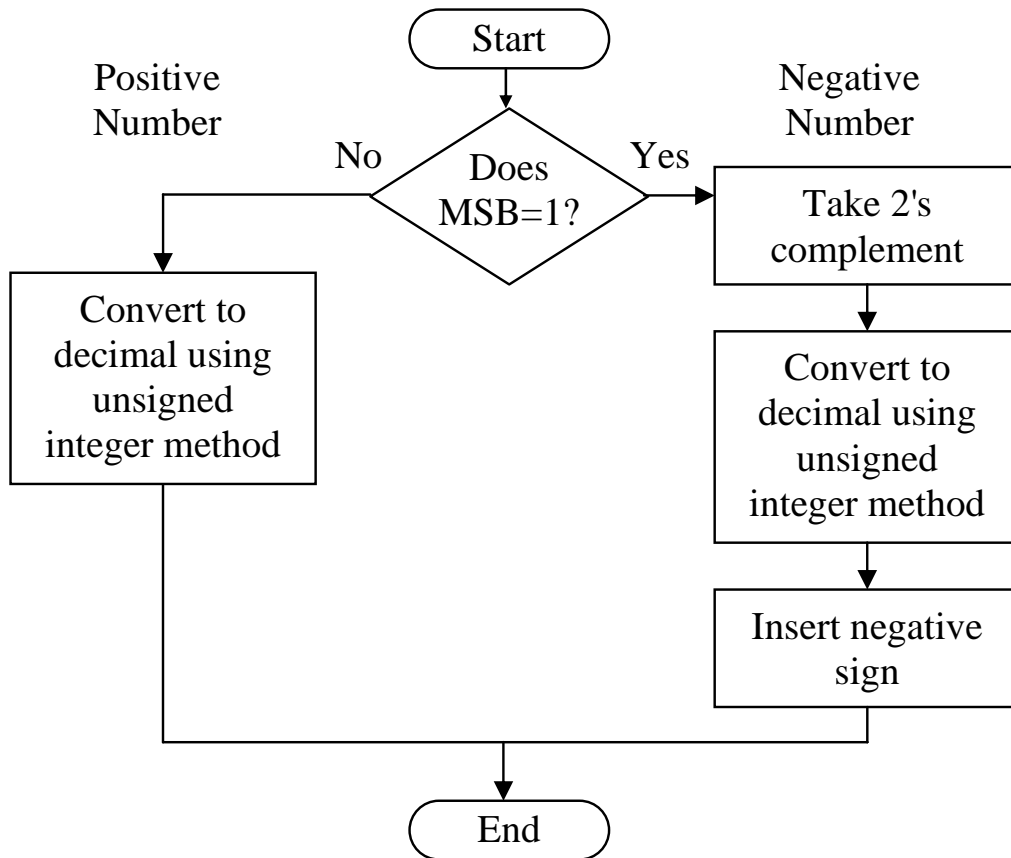 Start
Positive
Number
Negative
Number
No
Does
MSB=1?
Yes
Take 2's
complement
Convert to
decimal using
unsigned
integer method
Convert to
decimal using
unsigned
integer method
Insert negative
sign
End